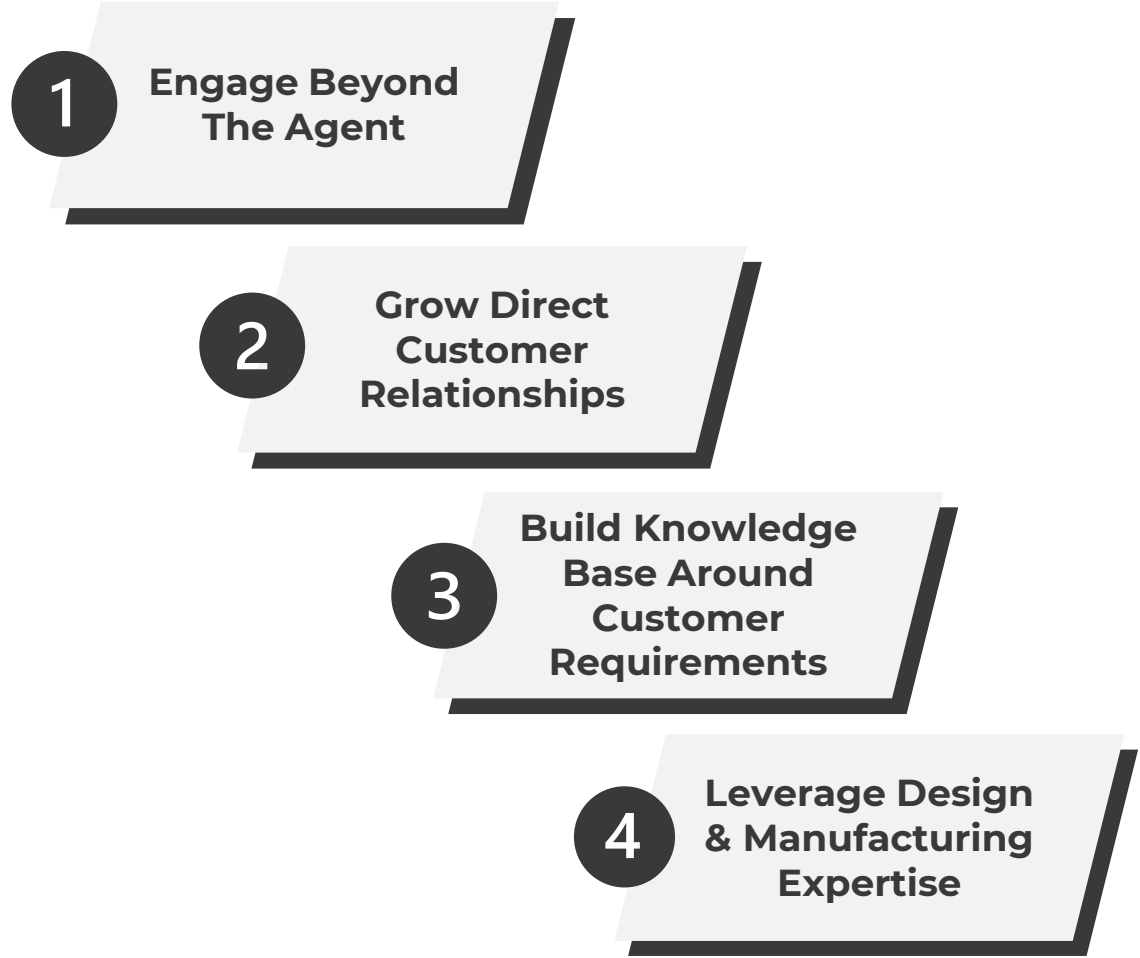 1
Engage Beyond
The Agent
2
Grow Direct
Customer
Relationships
3
Build Knowledge
Base Around
Customer
Requirements
4
Leverage Design
& Manufacturing
Expertise